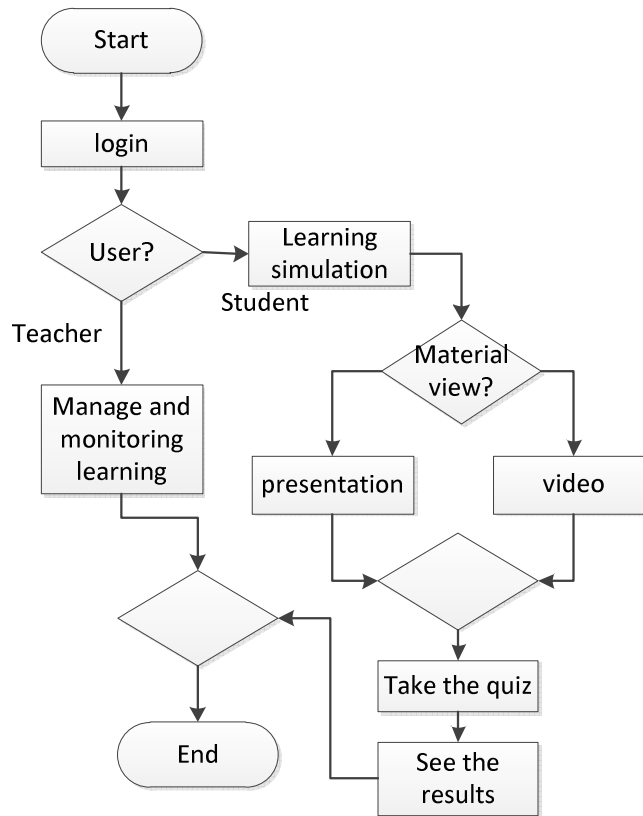 Start
login
User?
Learning
simulation
Student
Teacher
Material
view?
Manage and
monitoring
learning
presentation
video
Take the quiz
End
See the
results